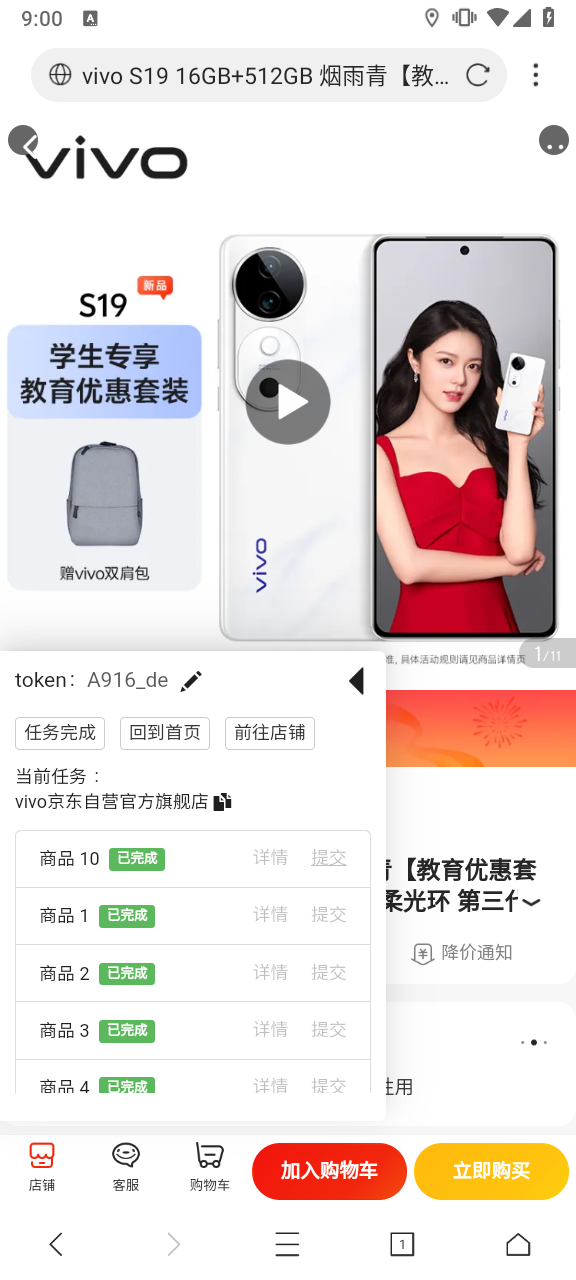 9:00
A
vivo S19 16GB+512GB 烟雨青【教...
vivo
新品
S19
学生专享
教育优惠套装
赠vivo双肩包
vivo
vivo
准，具体活动规则请见商品详情页
1/11
token： A916_de
任务完成 回到首页 前往店铺
当前任务：
vivo京东自营官方旗舰店
商品 10 已完成 详情 提交
商品 1 已完成 详情 提交
商品 2 已完成 详情 提交
商品 3 已完成 详情 提交
商品 4 已完成 详情 提交
【教育优惠套
柔光环 第三
降价通知
性用
店铺 客服 购物车 加入购物车 立即购买
1